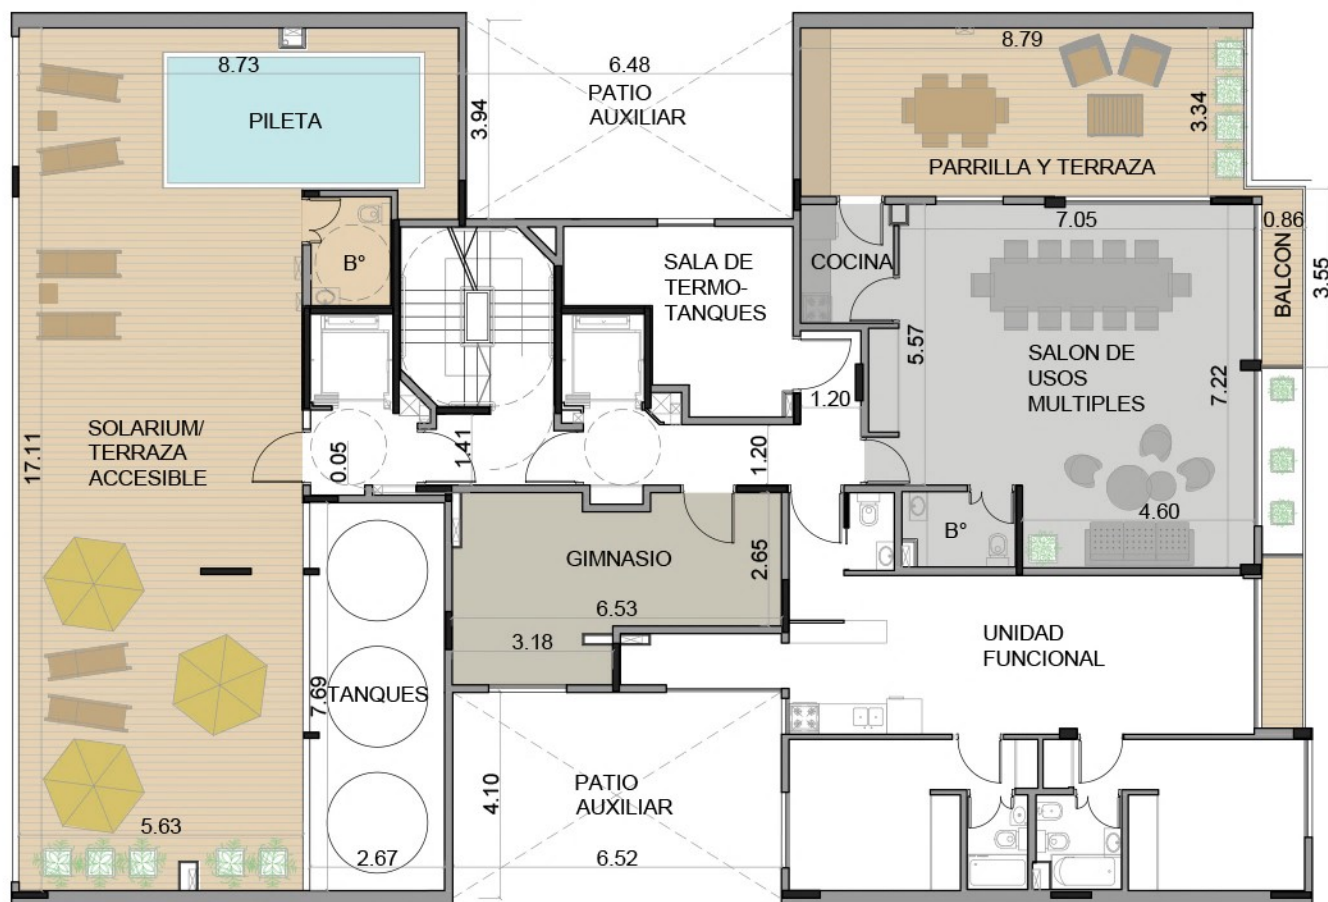 8.73
6.48
8.79
PILETA
PATIO
AUXILIAR
3.94
3.34
PARRILLA Y TERRAZA
7.05
0.86
B°
SALA DE
TERMO-
TANQUES
COCINA
BALCON
3.55
5.57
SALON DE
USOS
MULTIPLES
7.22
1.20
17.11
SOLARIUM/
TERRAZA
ACCESIBLE
0.05
1.41
1.20
4.60
GIMNASIO
2.65
B°
6.53
3.18
UNIDAD
FUNCIONAL
7.69
TANQUES
4.10
PATIO
AUXILIAR
5.63
2.67
6.52